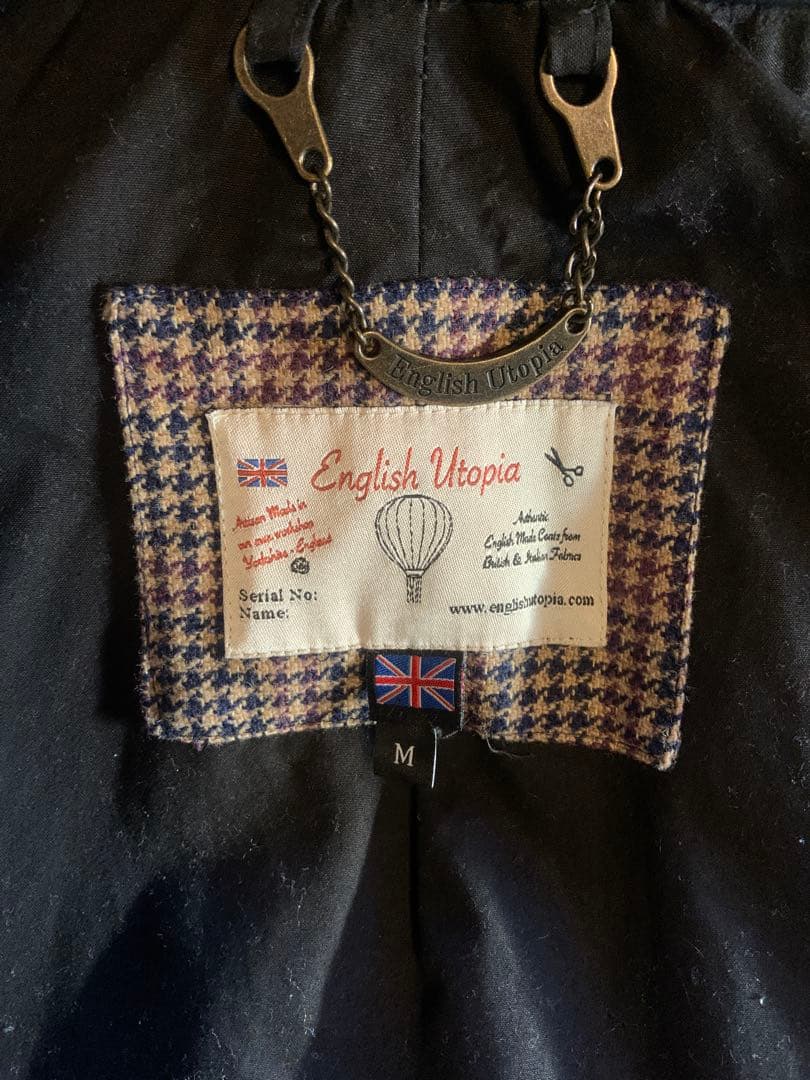 English Utopia
English Utopia
Artisan Made in
our own workshop
Yorkshire - England
Authentic
English Made Coats from
British & Italian Fabrics
Serial No:
Name:
www.englishutopia.com
M